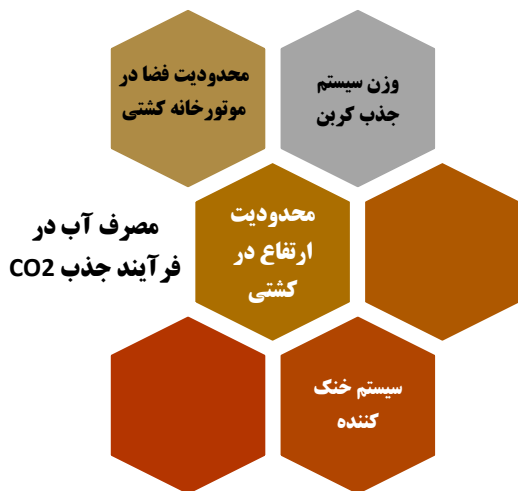 وزن سیستم
جذب کربن
محدودیت فضا در
موتورخانه کشتی
محدودیت
ارتفاع در
کشتی
مصرف آب در
فرآیند جذب CO2
سیستم خنک
کننده